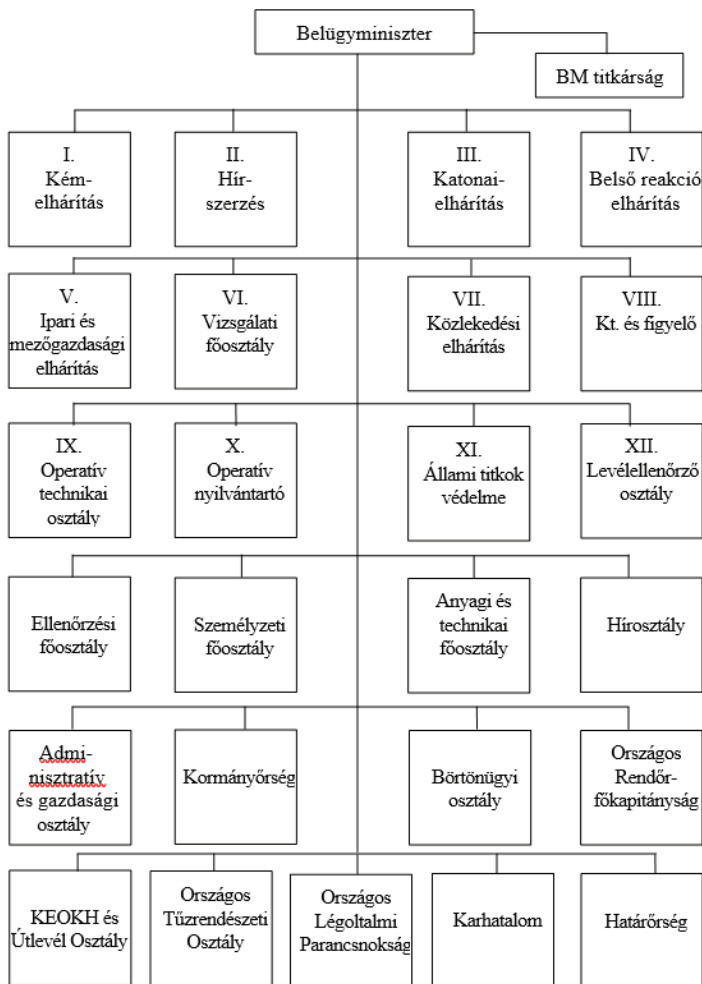 Belügyminiszter
BM titkárság
I.
Kém-
elhárítás
II.
Hír-
szerzés
III.
Katonai-
elhárítás
IV.
Belső reakció
elhárítás
V.
Ipari és
mezőgazdasági
elhárítás
VI.
Vizsgálati
főosztály
VII.
Közlekedési
elhárítás
VIII.
Kt. és figyelő
IX.
Operatív
technikai
osztály
X.
Operatív
nyilvántartó
XI.
Állami titkok
védelme
XII.
Levélellenőrző
osztály
Ellenőrzési
főosztály
Személyzeti
főosztály
Anyagi és
technikai
főosztály
Hírosztály
Admi-
nisztratív
és gazdasági
osztály
Kormányőrség
Börtönügyi
osztály
Országos
Rendőr-
főkapitányság
KEOKH és
Útlevél Osztály
Országos
Tűzrendészeti
Osztály
Országos
Légoltalmi
Parancsnokság
Karhatalom
Határőrség